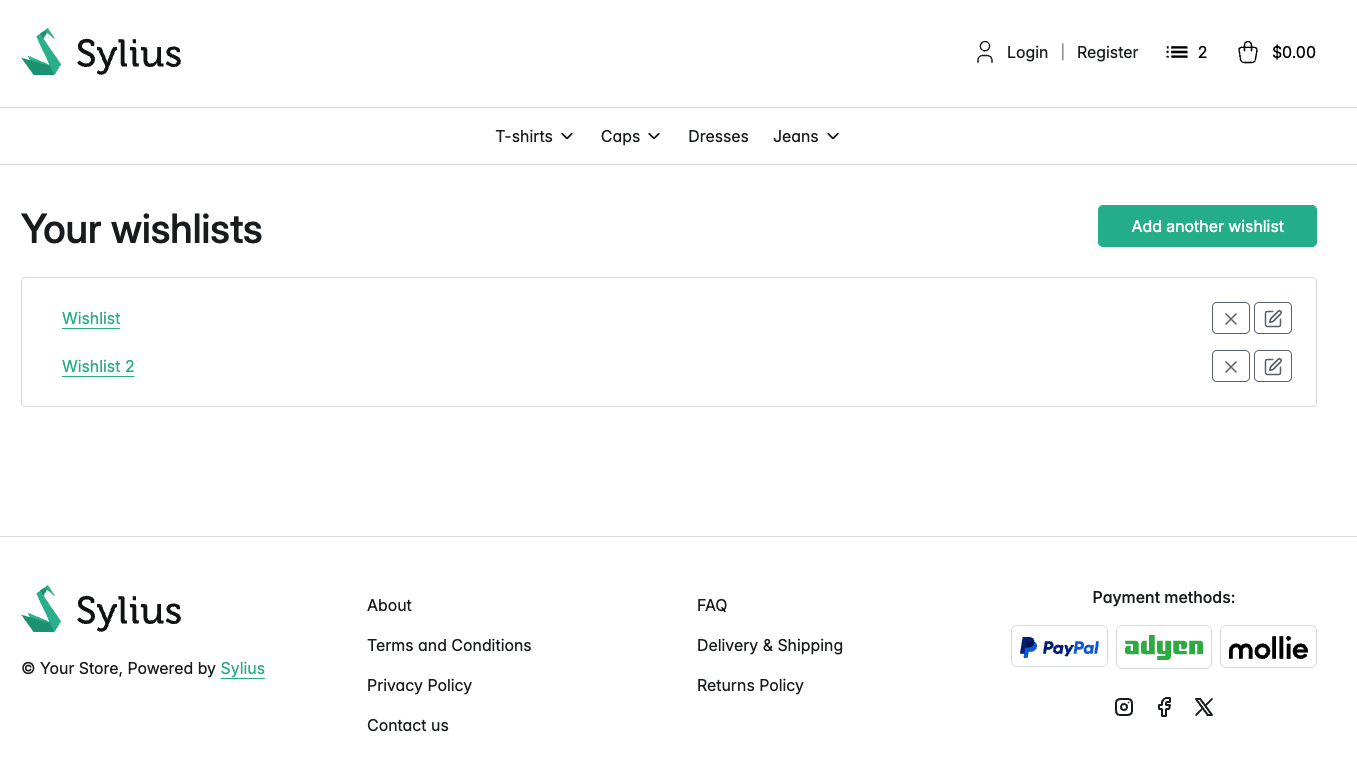 Sylius
Login | Register 2 $0.00
T-shirts Caps Dresses Jeans
Your wishlists
Add another wishlist
Wishlist
Wishlist 2
Sylius
© Your Store, Powered by Sylius
About
Terms and Conditions
Privacy Policy
Contact us
FAQ
Delivery & Shipping
Returns Policy
Payment methods:
PayPal adyen mollie